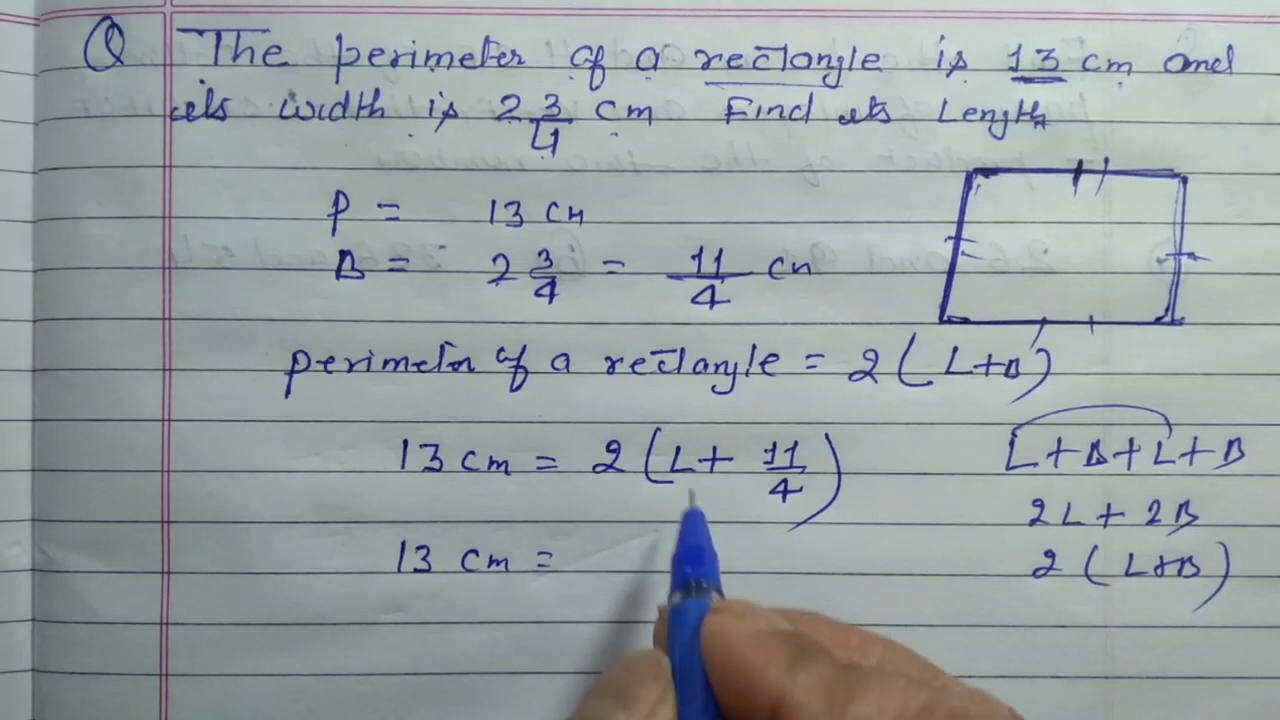 Q The perimeter of a rectangle is 13 cm and
its width is 2 3/4 cm Find its Length
P = 13 cm
B = 2 3/4 = 11/4 cm
perimeter of a rectangle = 2 ( L+B )
13 cm = 2 ( L + 11/4 )
L+B+L+B
2L + 2B
13 cm =
2 ( L+B )